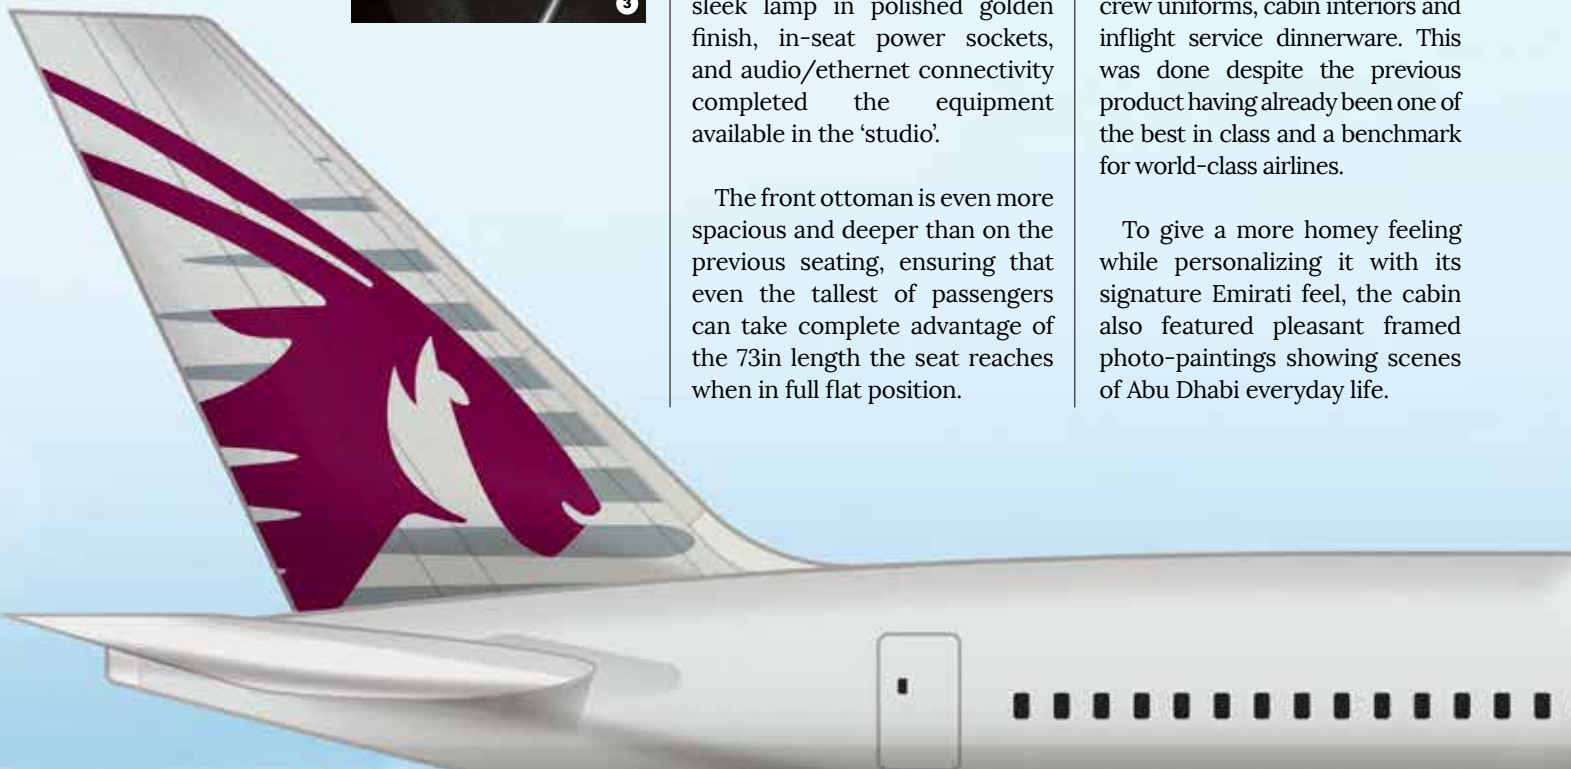 3
sleek lamp in polished golden
finish, in-seat power sockets,
and audio/ethernet connectivity
completed the equipment
available in the ‘studio’.
The front ottoman is even more
spacious and deeper than on the
previous seating, ensuring that
even the tallest of passengers
can take complete advantage of
the 73in length the seat reaches
when in full flat position.
crew uniforms, cabin interiors and
inflight service dinnerware. This
was done despite the previous
product having already been one of
the best in class and a benchmark
for world-class airlines.
To give a more homey feeling
while personalizing it with its
signature Emirati feel, the cabin
also featured pleasant framed
photo-paintings showing scenes
of Abu Dhabi everyday life.